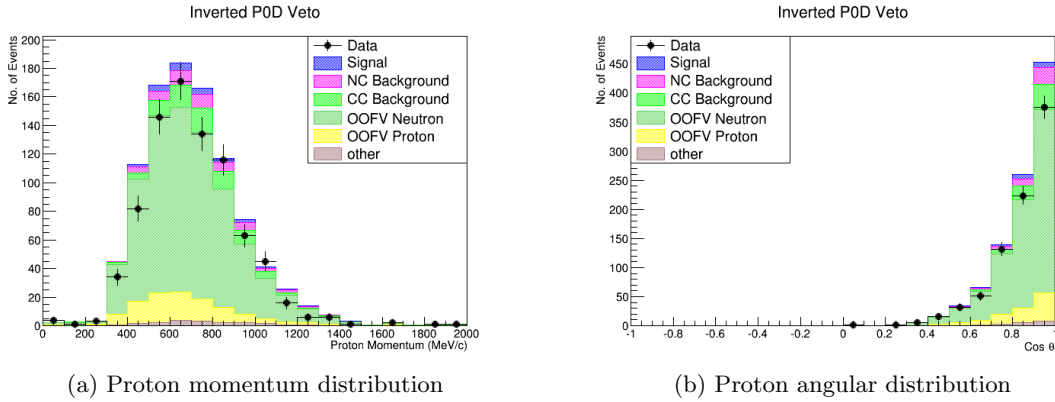 Inverted P0D Veto
No. of Events
200
180
160
140
120
100
80
60
40
20
0
Data
Signal
NC Background
CC Background
OOFV Neutron
OOFV Proton
other
0 200 400 600 800 1000 1200 1400 1600 1800 2000
Proton Momentum (MeV/c)
(a) Proton momentum distribution
Inverted P0D Veto
No. of Events
450
400
350
300
250
200
150
100
50
0
Data
Signal
NC Background
CC Background
OOFV Neutron
OOFV Proton
other
-1 -0.8 -0.6 -0.4 -0.2 0 0.2 0.4 0.6 0.8 1
Cos θ
(b) Proton angular distribution